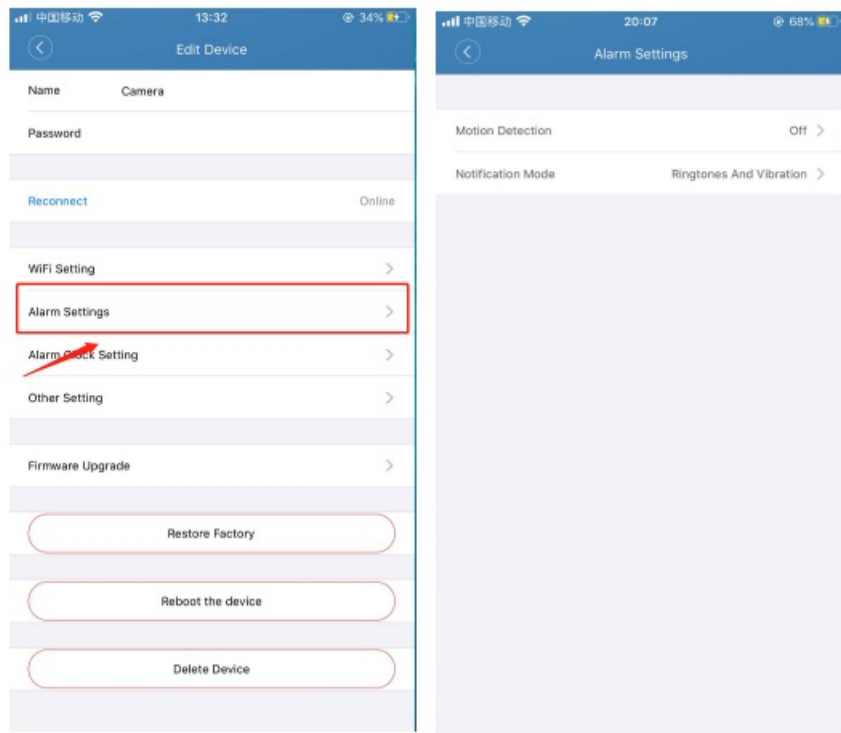 中国移动 13:32 34%
Edit Device
Name Camera
Password
Reconnect Online
WiFi Setting
Alarm Settings
Alarm Clock Setting
Other Setting
Firmware Upgrade
Restore Factory
Reboot the device
Delete Device
中国移动 20:07 68%
Alarm Settings
Motion Detection Off
Notification Mode Ringtones And Vibration